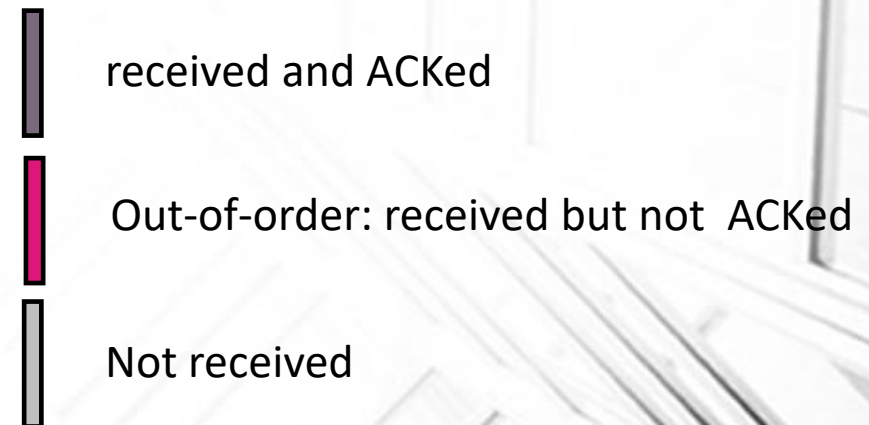 received and ACKed
Out-of-order: received but not  ACKed
Not received